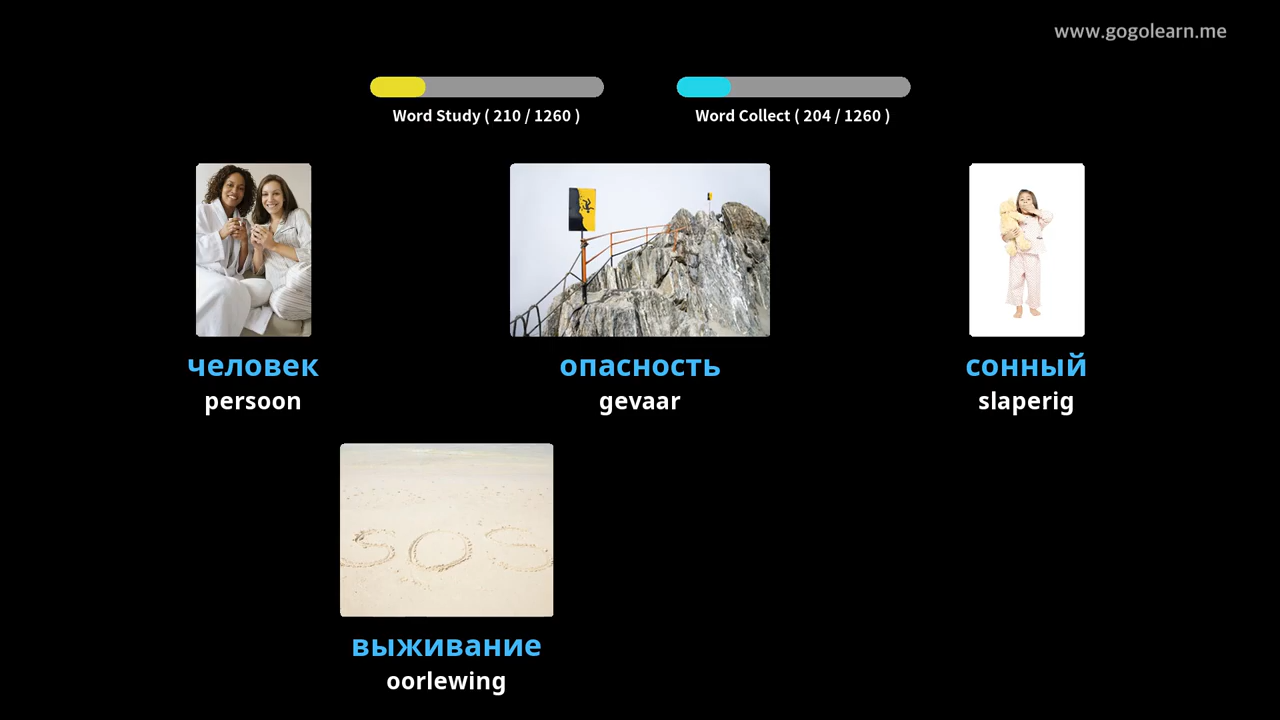 www.gogolearn.me
Word Study ( 210 / 1260 )
Word Collect ( 204 / 1260 )
человек
persoon
опасность
gevaar
сонный
slaperig
SOS
выживание
oorlewing